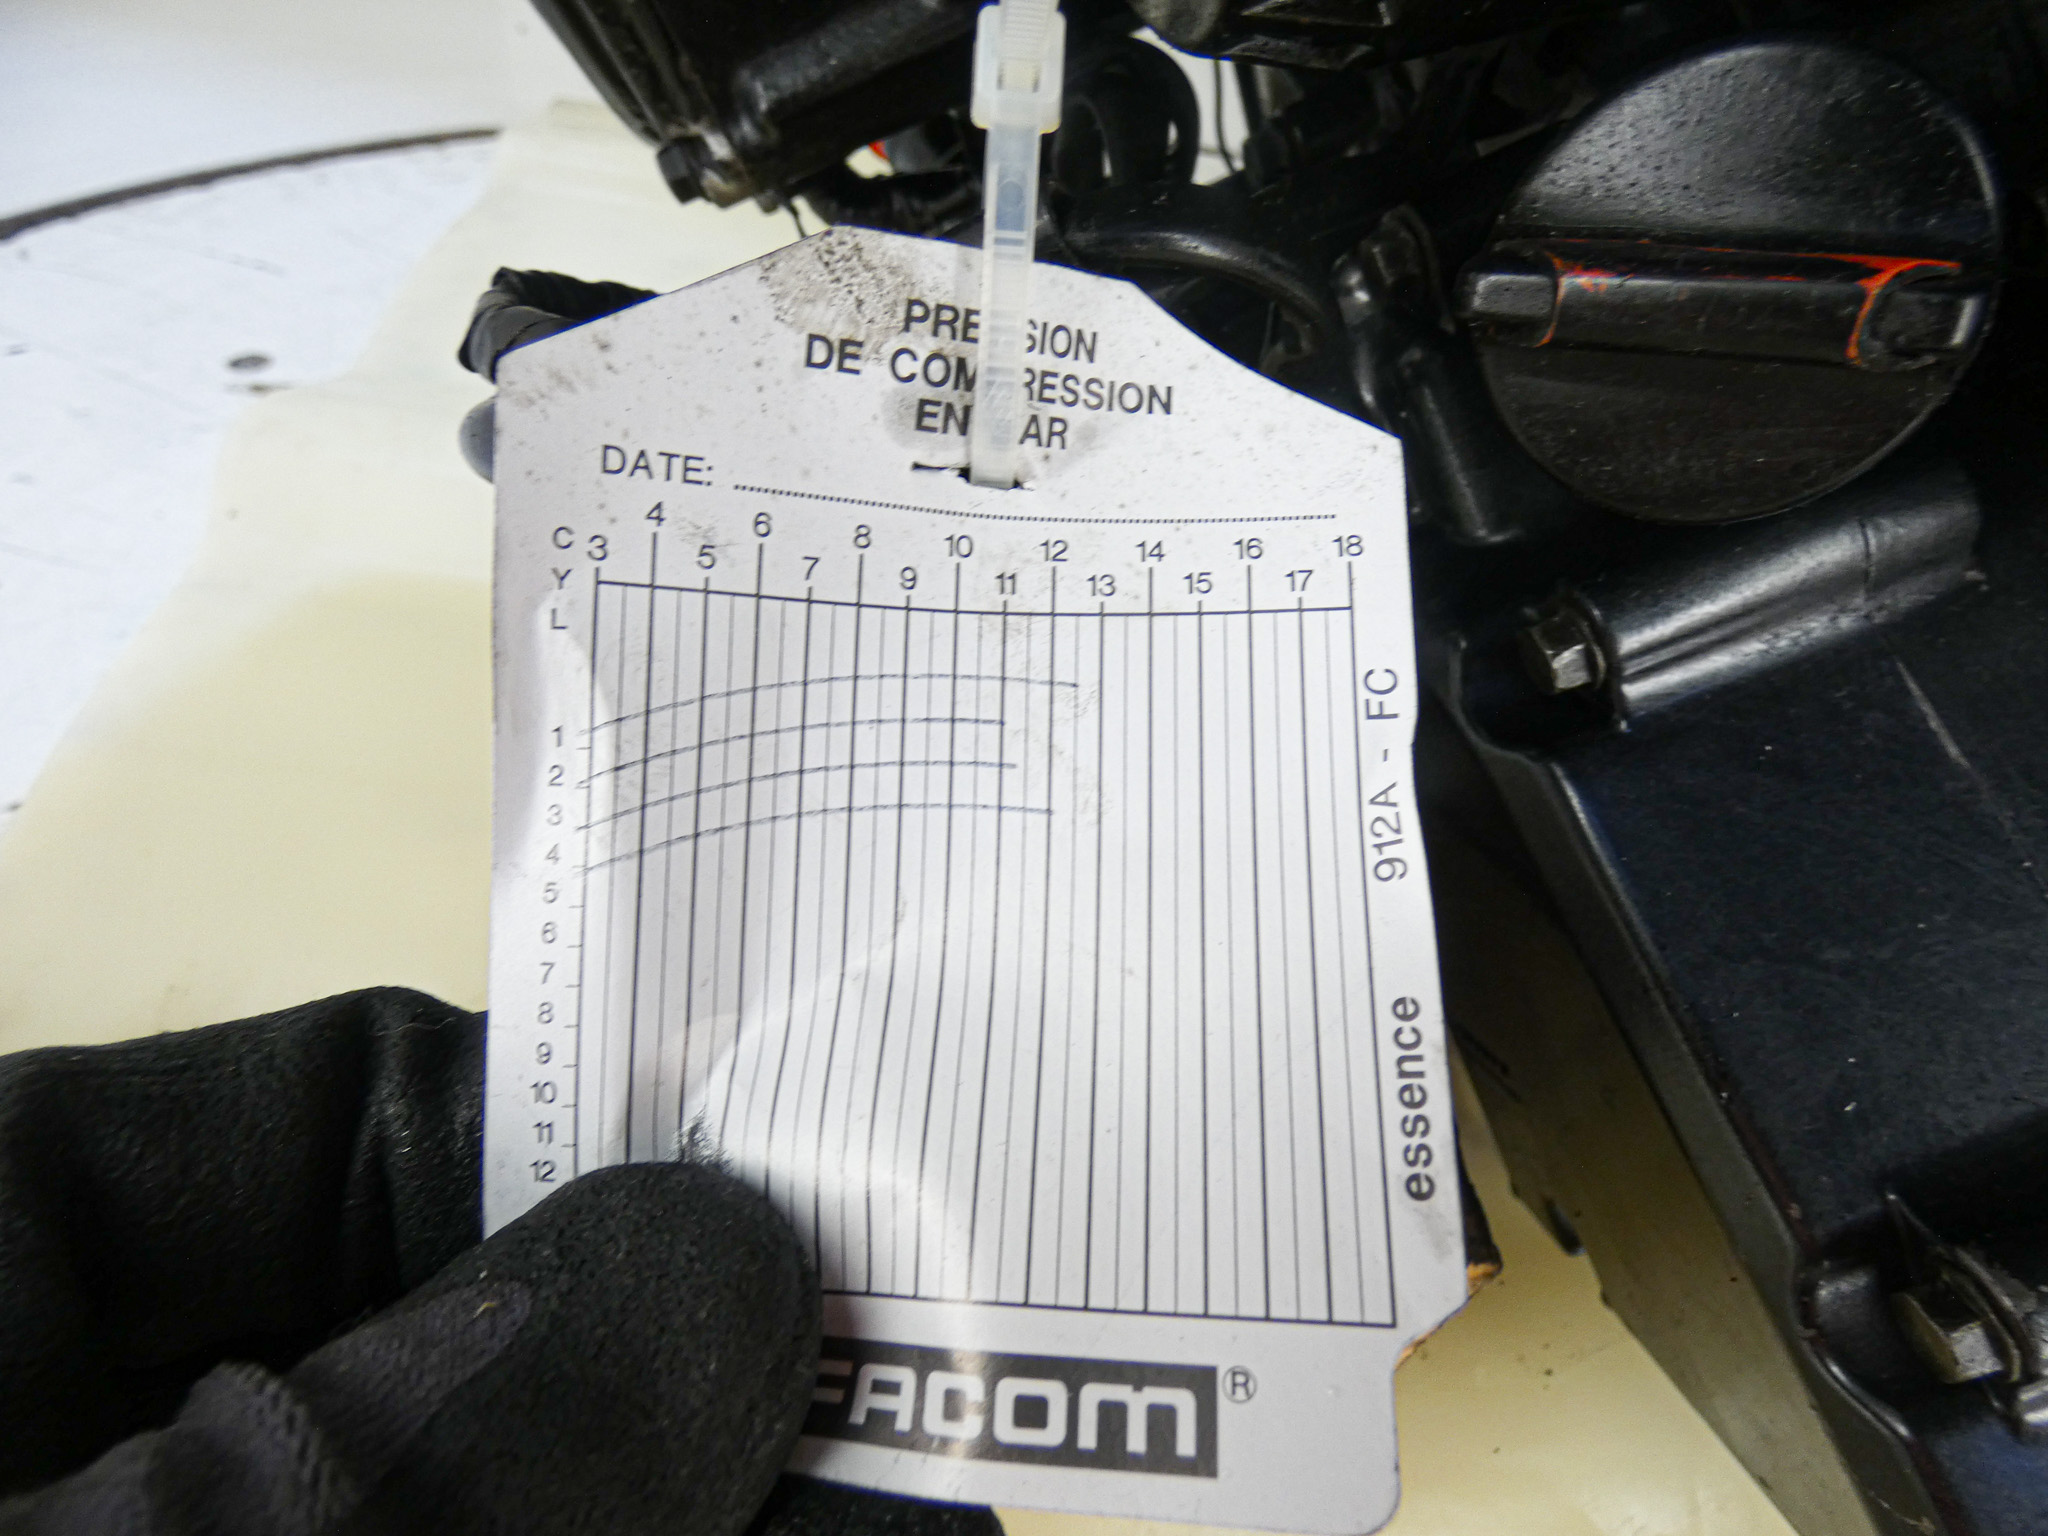 PRE SION
DE COM RESSION
EN AR
DATE:
4 6 8 10 12 14 16 18
3 5 7 9 11 13 15 17
C
Y
L
1
2
3
4
5
6
7
8
9
10
11
12
912A - FC
essence
FACOM ®